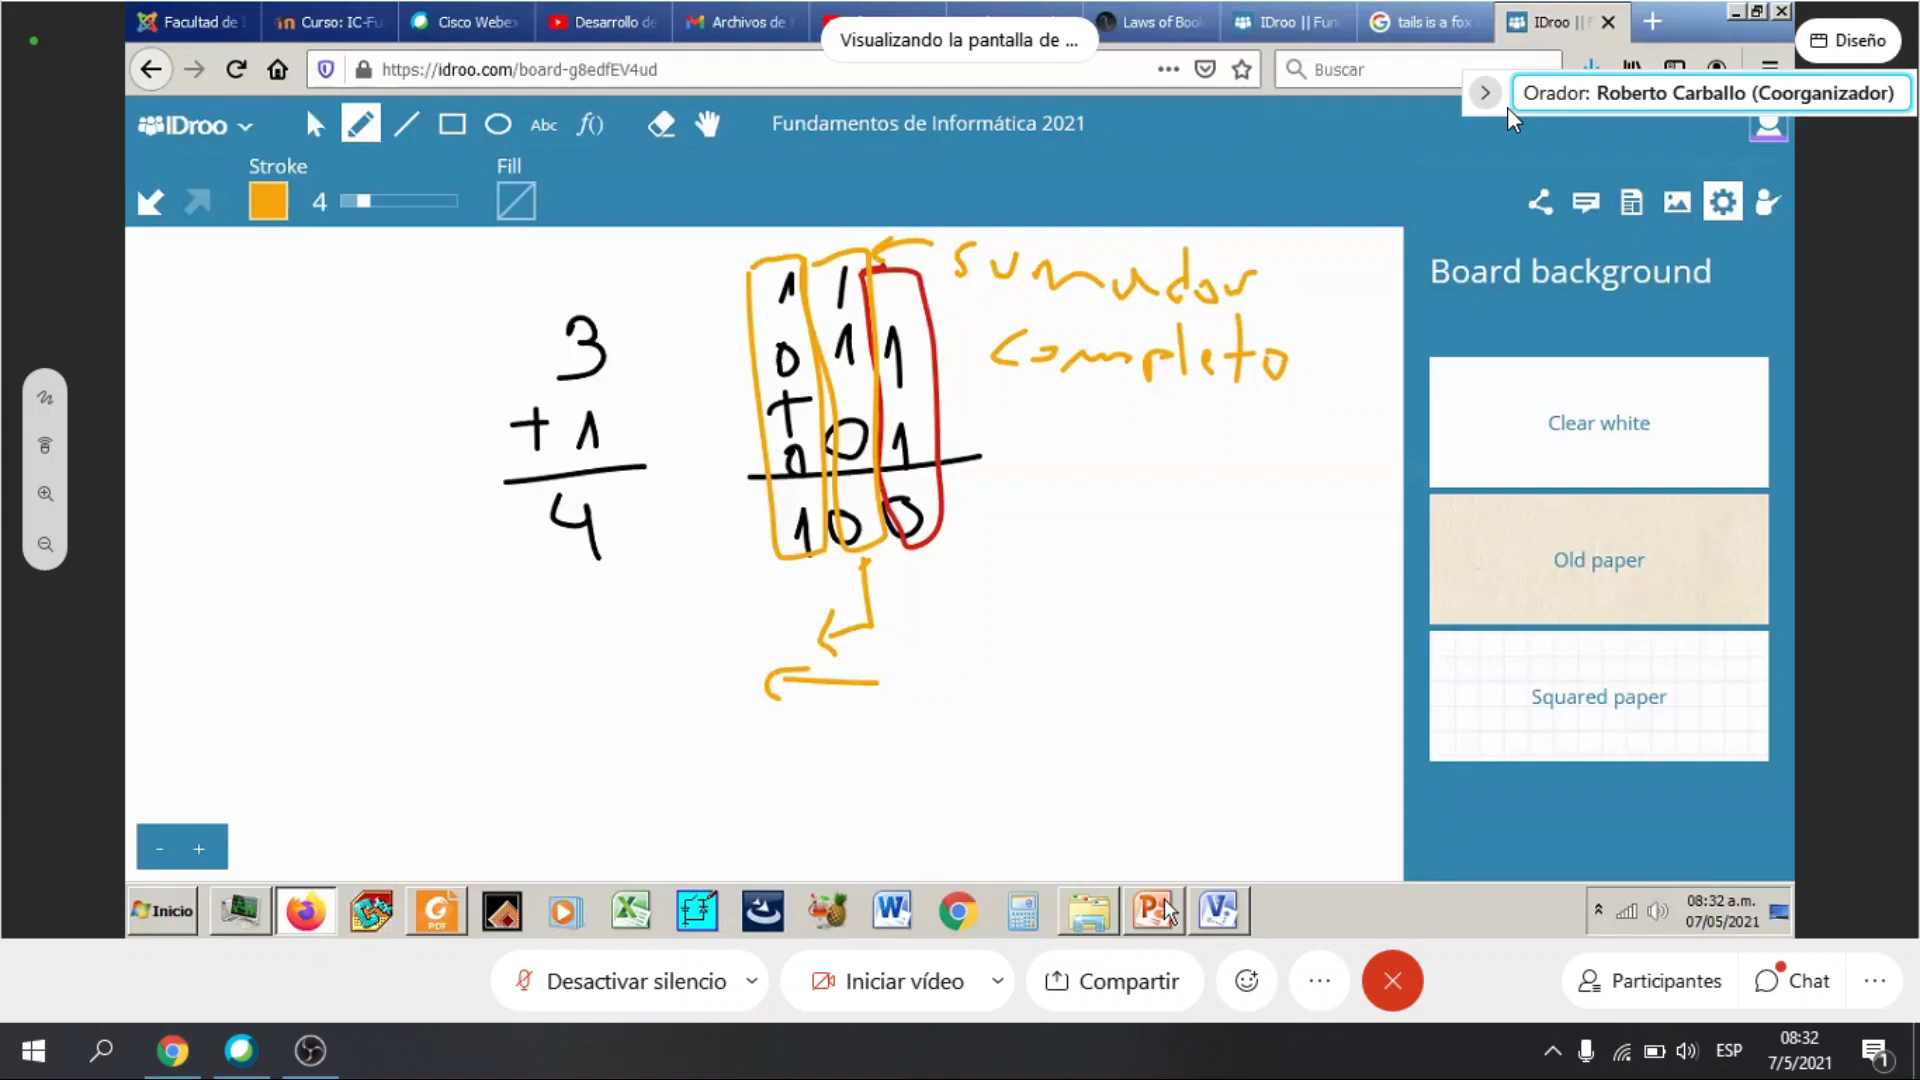 Facultad de I
Curso: IC-Fu
Cisco Webex
Desarrollo de
Archivos de
Visualizando la pantalla de ...
Laws of Boo
IDroo || Fun
tails is a fox
IDroo || F
Diseño
https://idroo.com/board-g8edfEV4ud
Buscar
Orador: Roberto Carballo (Coorganizador)
IDroo
Abc
f()
Fundamentos de Informática 2021
Stroke
4
Fill
Board background
Clear white
Old paper
Squared paper
3
+ 1
4
1 1
0 1 1
+
0 0 1
1 0 0
sumador
completo
- +
Inicio
PDF
08:32 a.m.
07/05/2021
Desactivar silencio
Iniciar vídeo
Compartir
Participantes
Chat
ESP
08:32
7/5/2021
1